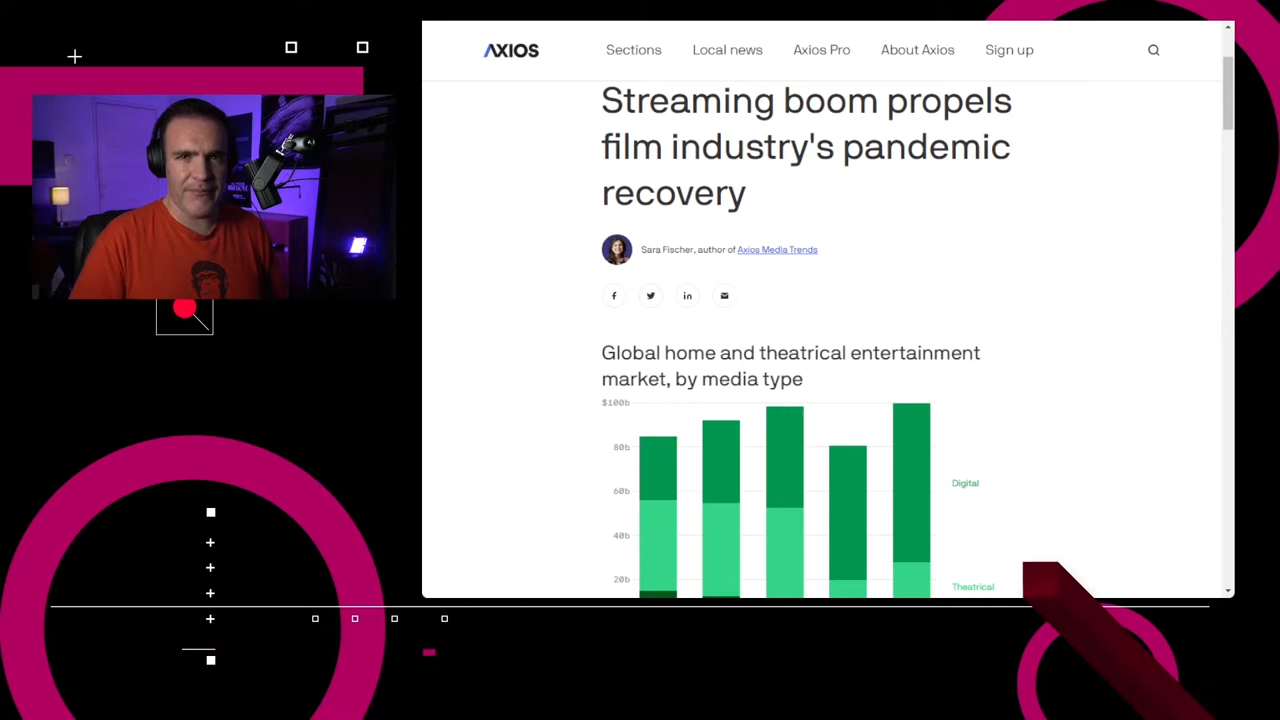 AXIOS
Sections
Local news
Axios Pro
About Axios
Sign up
Streaming boom propels
film industry's pandemic
recovery
Sara Fischer, author of Axios Media Trends
Global home and theatrical entertainment
market, by media type
$100b
80b
60b
40b
20b
Digital
Theatrical